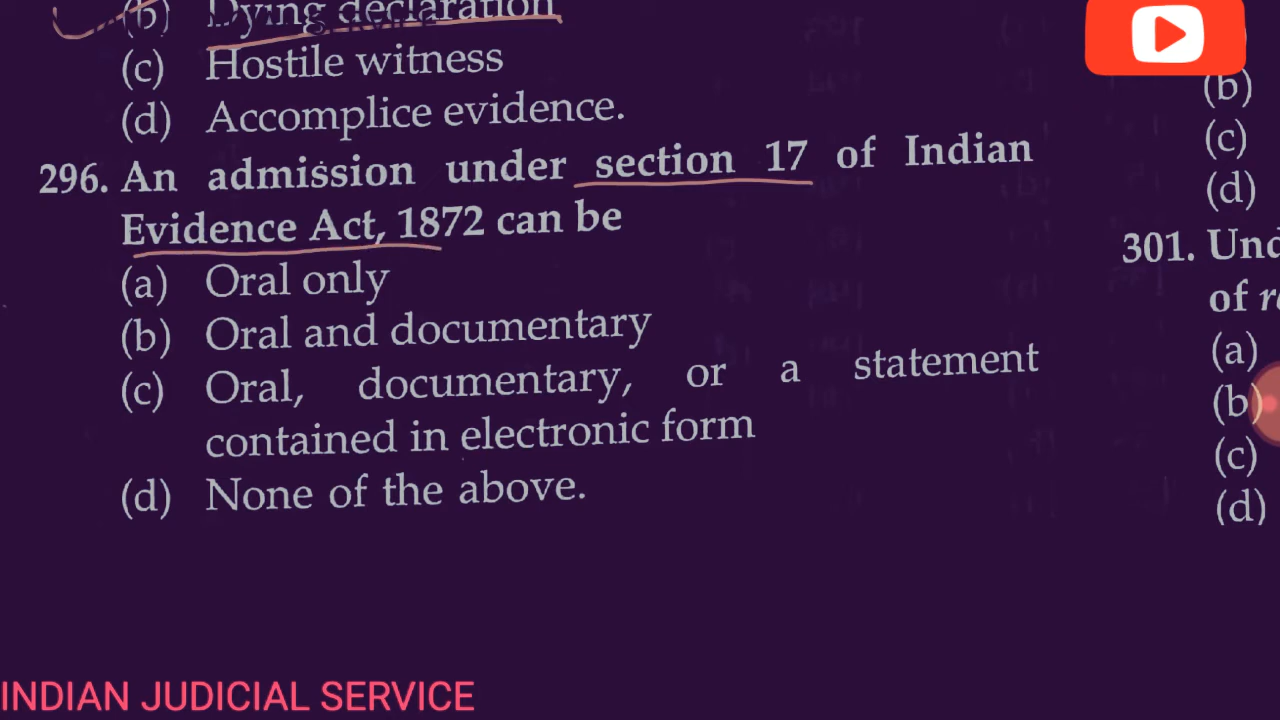 (b) Dying declaration
(c) Hostile witness
(d) Accomplice evidence.
296. An admission under section 17 of Indian
Evidence Act, 1872 can be
(a) Oral only
(b) Oral and documentary
(c) Oral, documentary, or a statement
contained in electronic form
(d) None of the above.
(b)
(c)
(d)
301.
of
(a)
(b)
(c)
(d)
INDIAN JUDICIAL SERVICE